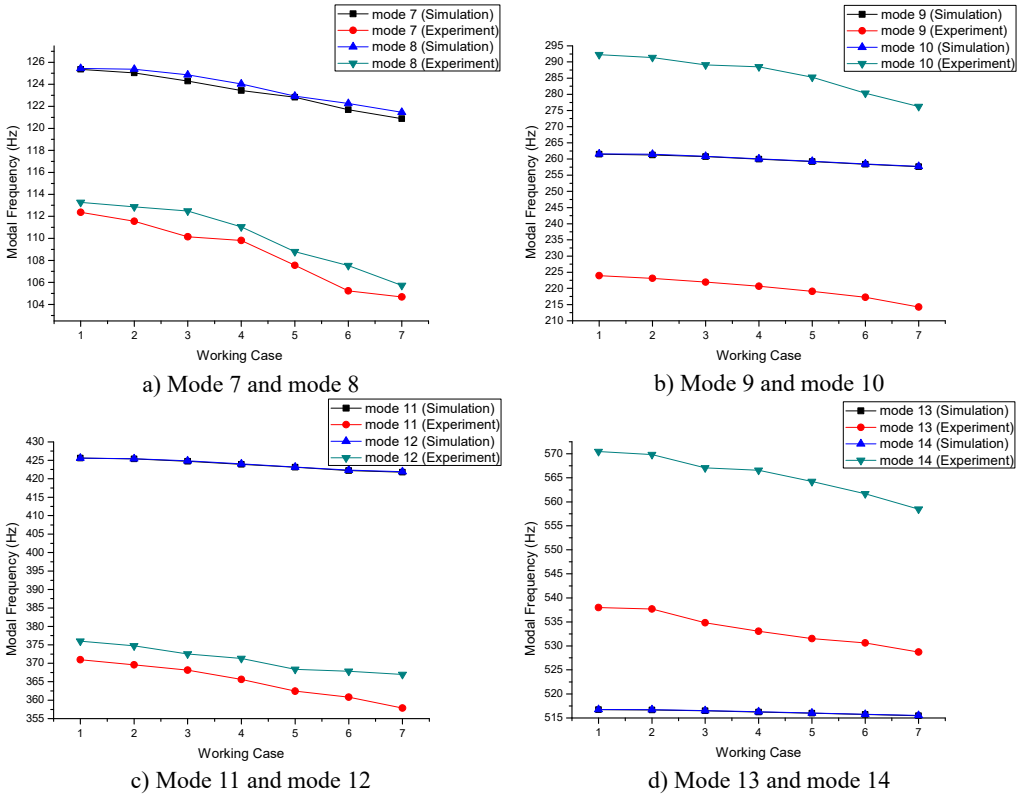 mode 7 (Simulation)
mode 7 (Experiment)
mode 8 (Simulation)
mode 8 (Experiment)
126
124
122
120
118
116
114
112
110
108
106
104
Modal Frequency (Hz)
1 2 3 4 5 6 7
Working Case
a) Mode 7 and mode 8
mode 9 (Simulation)
mode 9 (Experiment)
mode 10 (Simulation)
mode 10 (Experiment)
295
290
285
280
275
270
265
260
255
250
245
240
235
230
225
220
215
210
Modal Frequency (Hz)
1 2 3 4 5 6 7
Working Case
b) Mode 9 and mode 10
mode 11 (Simulation)
mode 11 (Experiment)
mode 12 (Simulation)
mode 12 (Experiment)
430
425
420
415
410
405
400
395
390
385
380
375
370
365
360
355
Modal Frequency (Hz)
1 2 3 4 5 6 7
Working Case
c) Mode 11 and mode 12
mode 13 (Simulation)
mode 13 (Experiment)
mode 14 (Simulation)
mode 14 (Experiment)
570
565
560
555
550
545
540
535
530
525
520
515
Modal Frequency (Hz)
1 2 3 4 5 6 7
Working Case
d) Mode 13 and mode 14